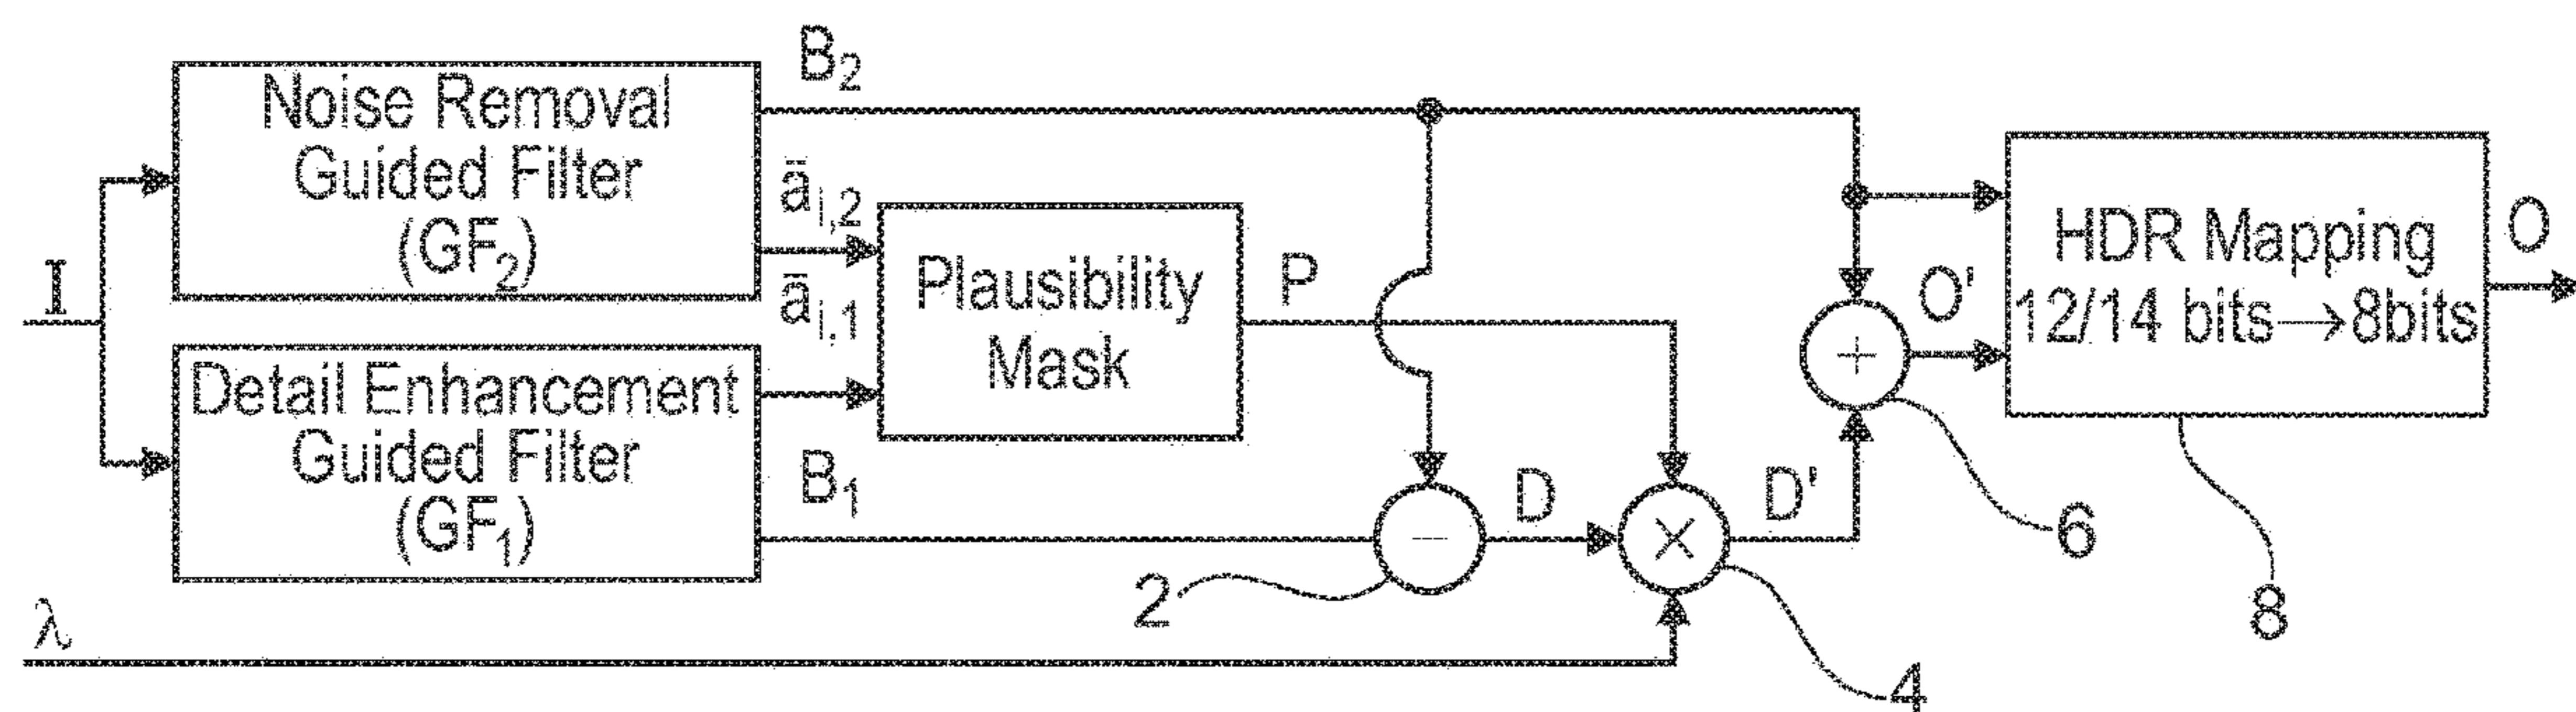 B₂
Noise Removal
Guided Filter
(GF₂)
ā i,2
ā i,1
I
Plausibility
Mask
P
HDR Mapping
12/14 bits→8bits
O
O'
+
Detail Enhancement
Guided Filter
(GF₁)
B₁
−
D
×
D'
6
2
8
λ
4